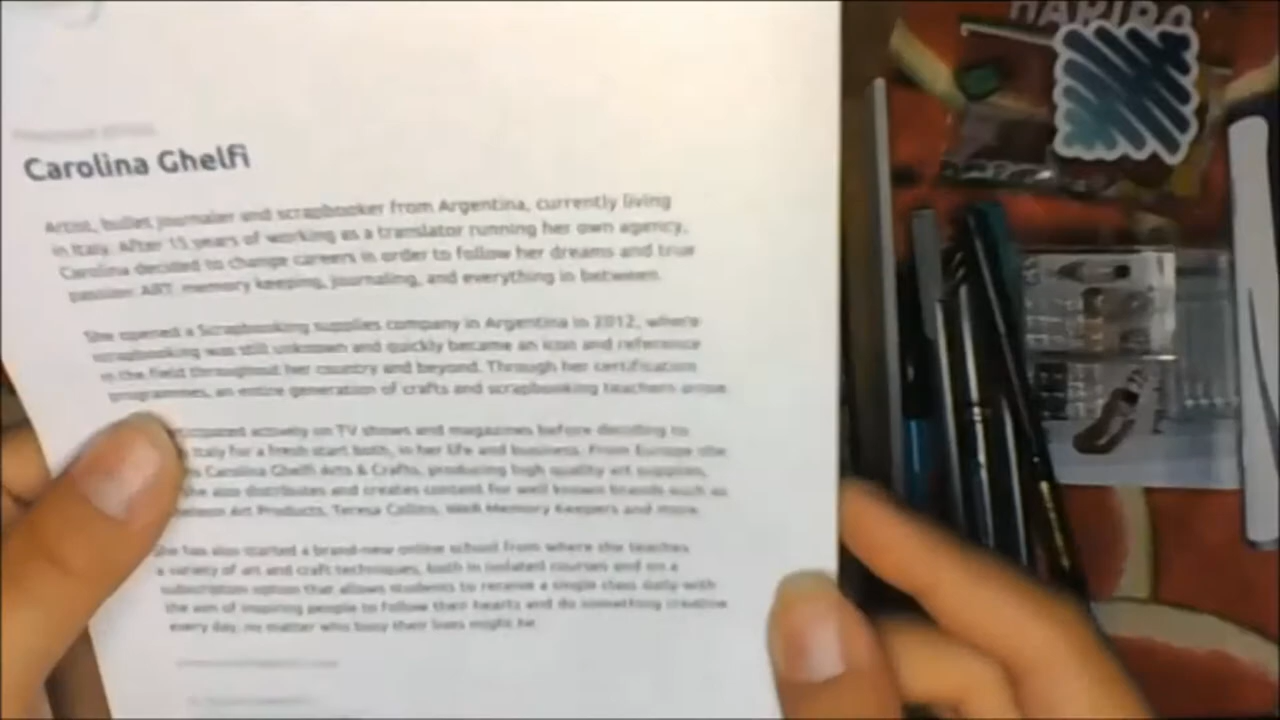 HARIBO
Carolina Ghelfi
Artist, bullet journaler and scrapbooker from Argentina, currently living
in Italy. After 15 years of working as a translator running her own agency,
Carolina decided to change careers in order to follow her dreams and true
passion: ART, memory keeping, journaling, and everything in between.
She opened a Scrapbooking supplies company in Argentina in 2012, where
scrapbooking was still unknown and quickly became an icon and reference
in the field throughout her country and beyond. Through her certification
programmes, an entire generation of crafts and scrapbooking teachers arose.
actively on TV shows and magazines before deciding to
Italy for a fresh start both, in her life and business. From Europe she
Carolina Ghelfi Arts & Crafts, producing high quality art supplies,
she also distributes and creates content for well known brands such as
Art Products, Teresa Collins, We R Memory Keepers and more.
She has also started a brand-new online school from where she teaches
a variety of art and craft techniques, both in isolated courses and on a
subscription option that allows students to receive a single class daily with
the aim of inspiring people to follow their hearts and do something creative
every day, no matter who busy their lives might be.